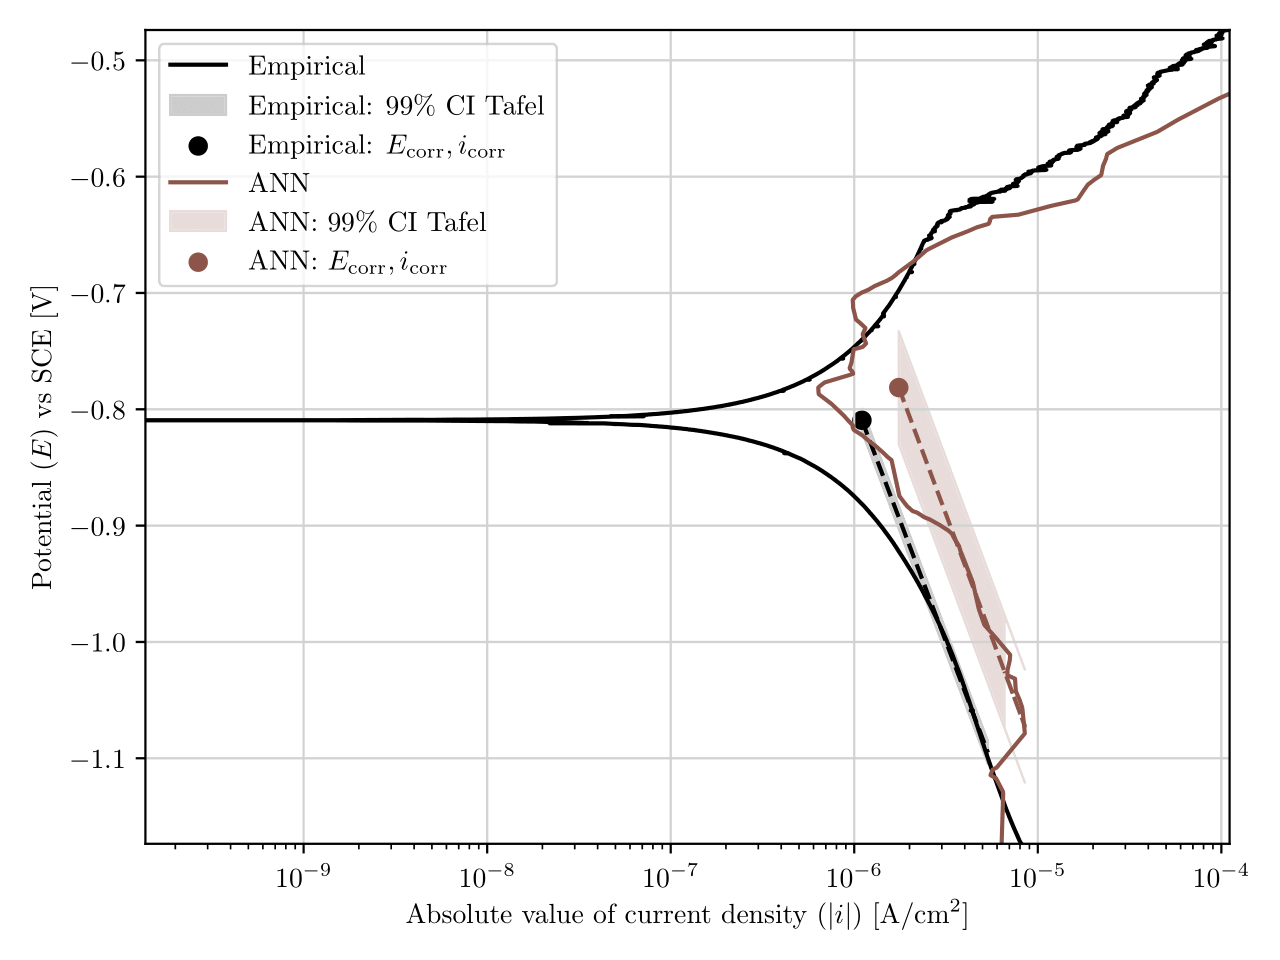 −0.5
−0.6
−0.7
−0.8
−0.9
−1.0
−1.1
Potential (E) vs SCE [V]
Empirical
Empirical: 99% CI Tafel
Empirical: E_corr, i_corr
ANN
ANN: 99% CI Tafel
ANN: E_corr, i_corr
10⁻⁹ 10⁻⁸ 10⁻⁷ 10⁻⁶ 10⁻⁵ 10⁻⁴
Absolute value of current density (|i|) [A/cm²]